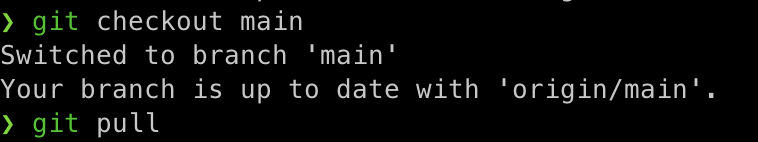 ❯ git checkout main
Switched to branch 'main'
Your branch is up to date with 'origin/main'.
❯ git pull